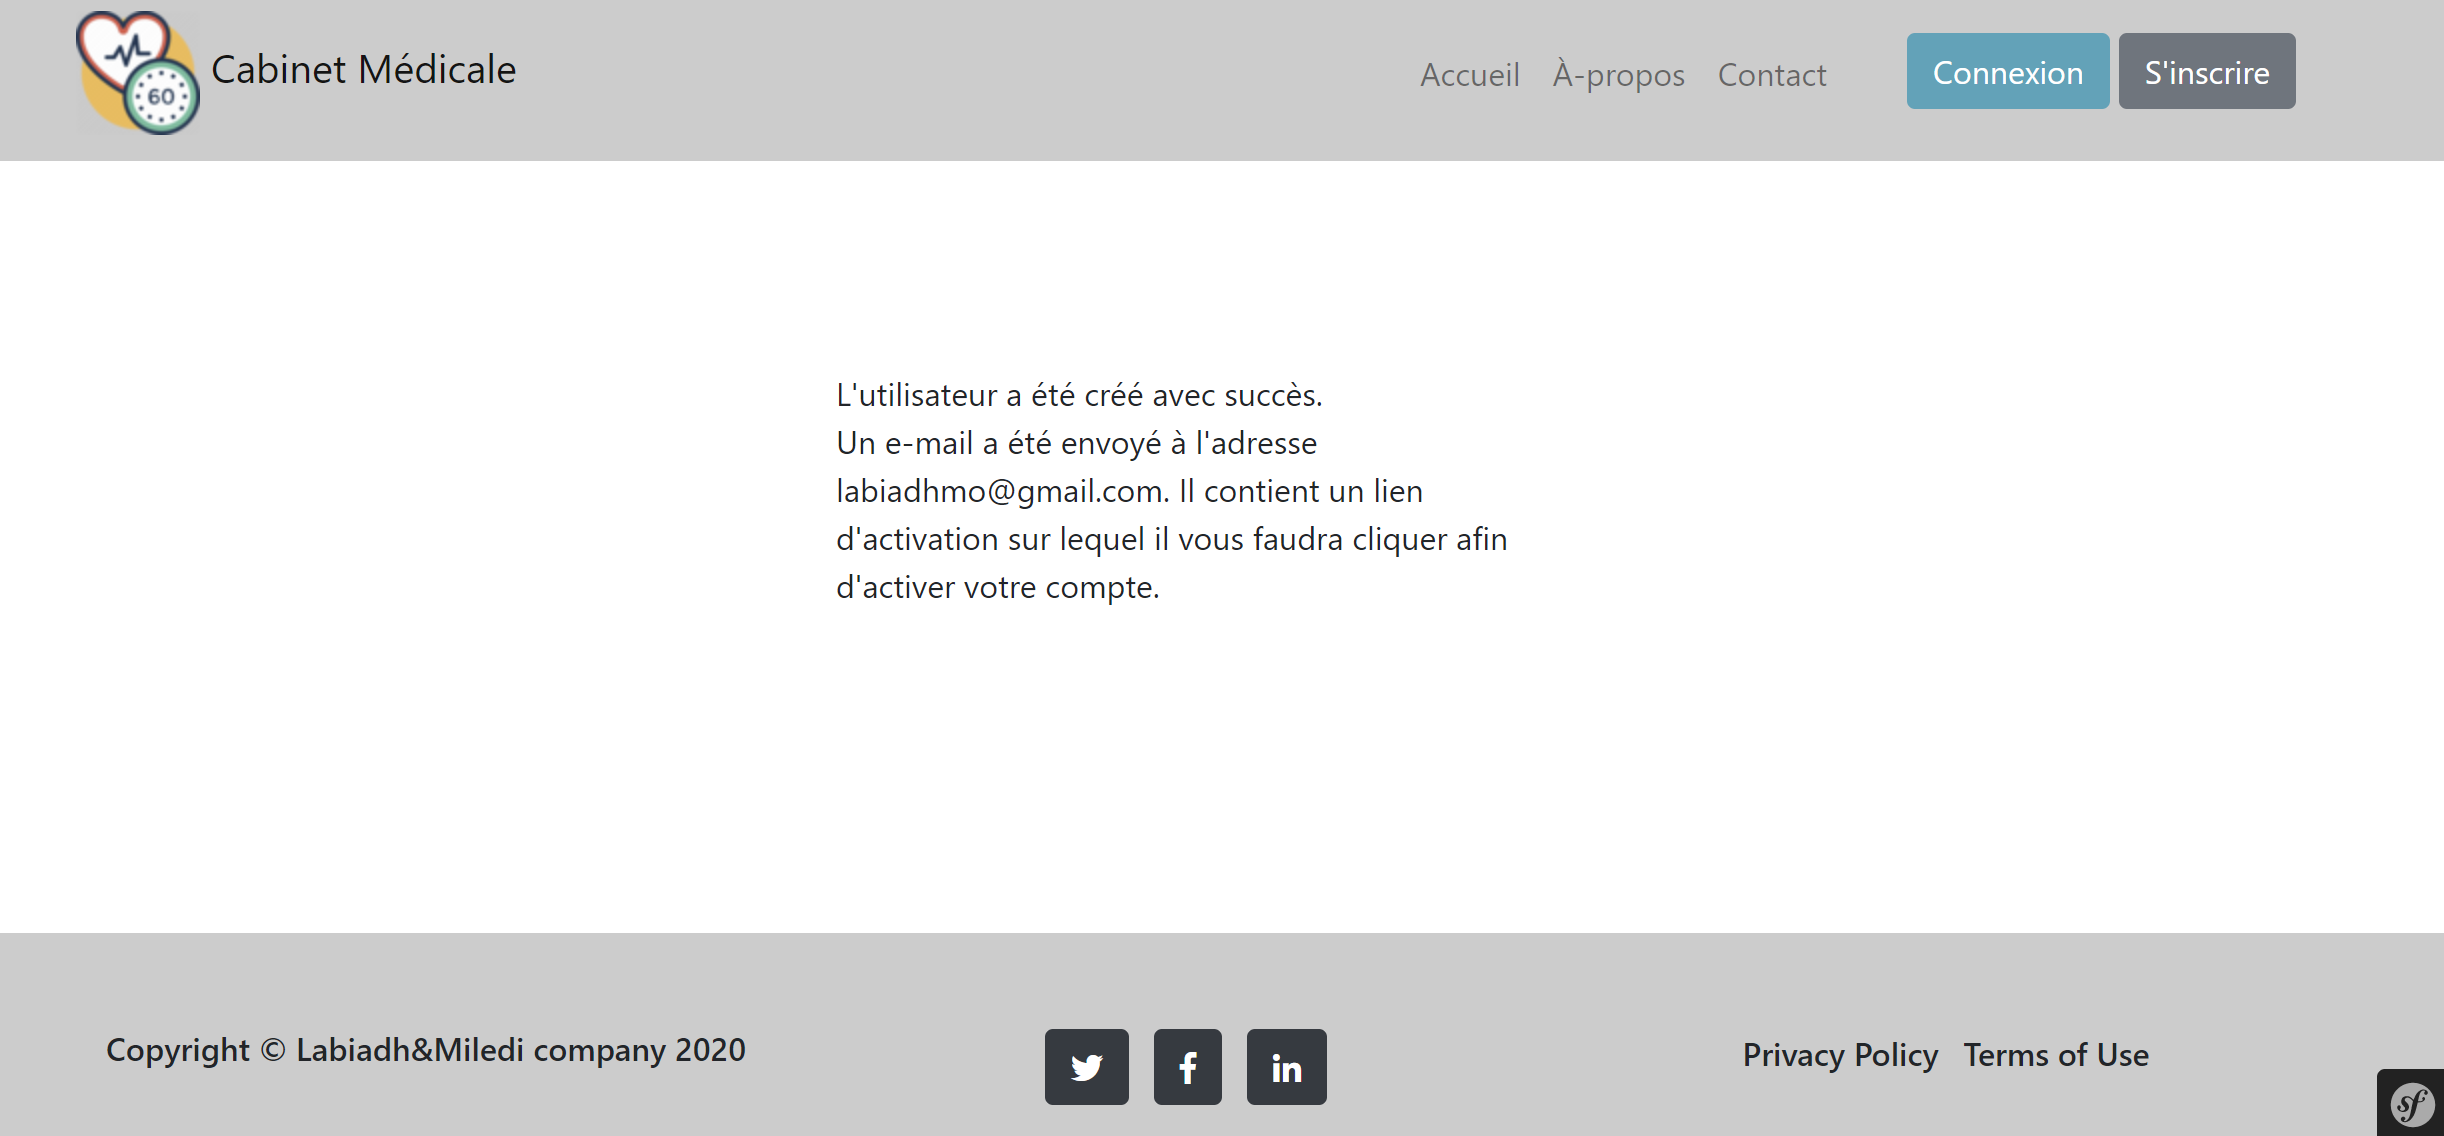 60
Cabinet Médicale
Accueil À-propos Contact
Connexion S'inscrire
L'utilisateur a été créé avec succès.
Un e-mail a été envoyé à l'adresse
labiadhmo@gmail.com. Il contient un lien
d'activation sur lequel il vous faudra cliquer afin
d'activer votre compte.
Copyright © Labiadh&Miledi company 2020
f
in
Privacy Policy Terms of Use
sf